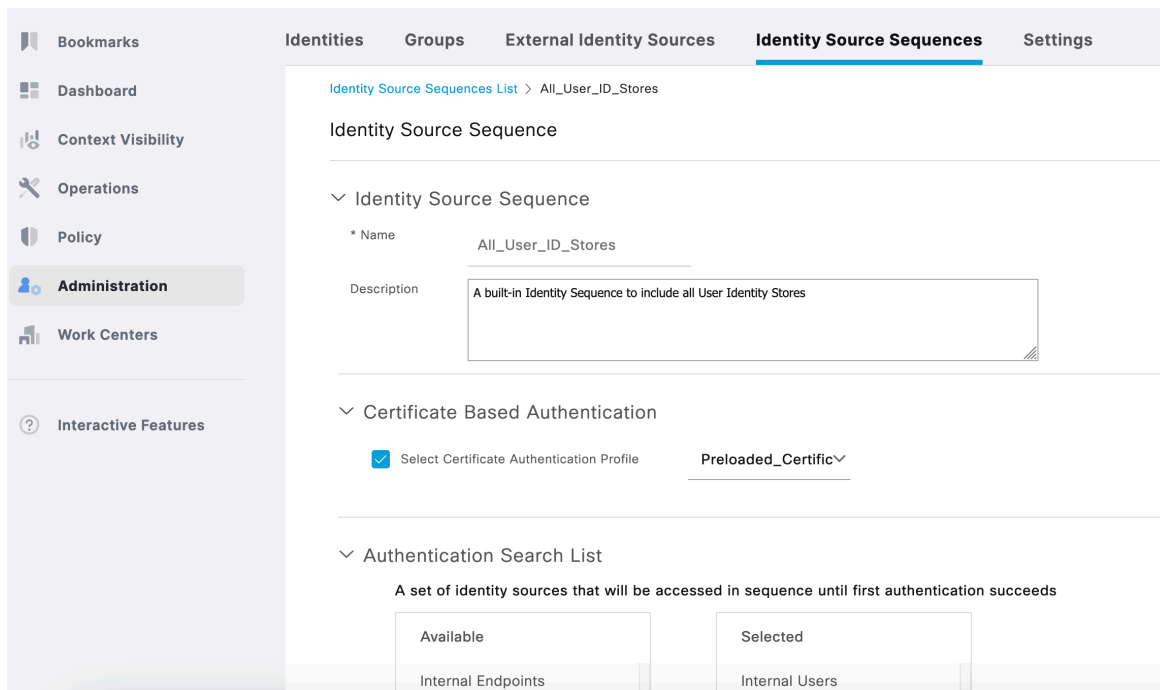 Bookmarks
Dashboard
Context Visibility
Operations
Policy
Administration
Work Centers
Interactive Features
Identities Groups External Identity Sources Identity Source Sequences Settings
Identity Source Sequences List > All_User_ID_Stores
Identity Source Sequence
Identity Source Sequence
* Name
All_User_ID_Stores
Description
A built-in Identity Sequence to include all User Identity Stores
Certificate Based Authentication
Select Certificate Authentication Profile Preloaded_Certific
Authentication Search List
A set of identity sources that will be accessed in sequence until first authentication succeeds
Available Selected
Internal Endpoints Internal Users